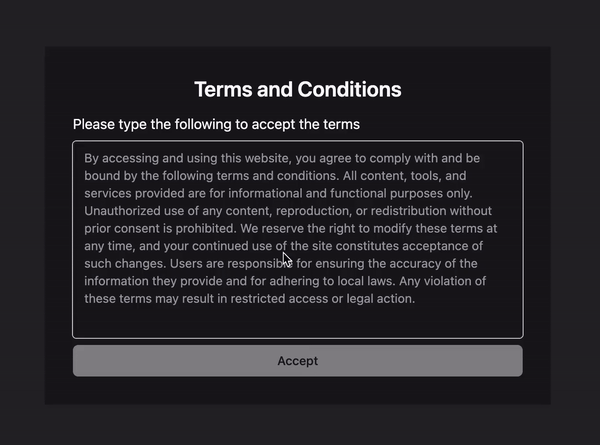 Terms and Conditions
Please type the following to accept the terms
By accessing and using this website, you agree to comply with and be
bound by the following terms and conditions. All content, tools, and
services provided are for informational and functional purposes only.
Unauthorized use of any content, reproduction, or redistribution without
prior consent is prohibited. We reserve the right to modify these terms at
any time, and your continued use of the site constitutes acceptance of
such changes. Users are responsible for ensuring the accuracy of the
information they provide and for adhering to local laws. Any violation of
these terms may result in restricted access or legal action.
Accept